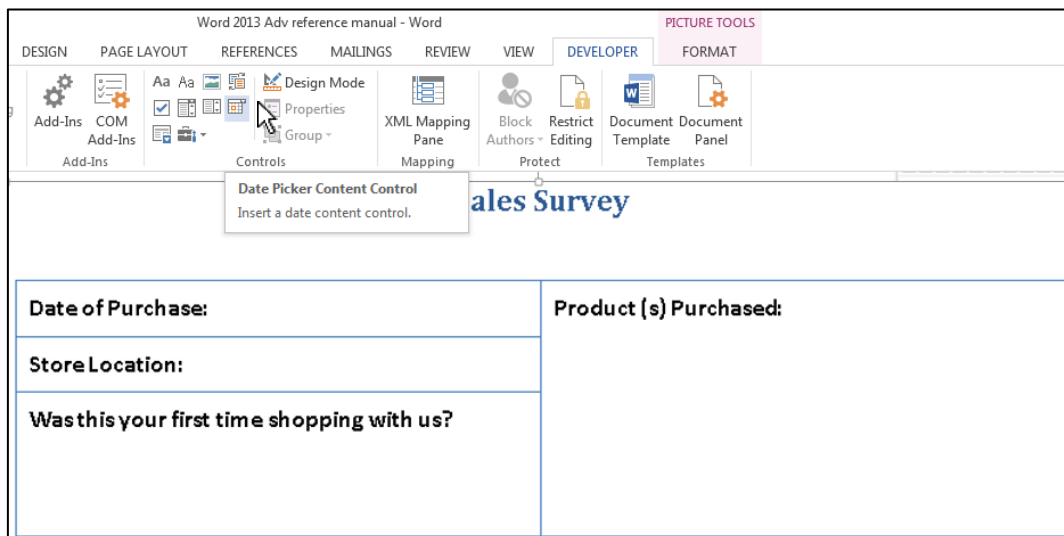 Word 2013 Adv reference manual - Word PICTURE TOOLS
DESIGN PAGE LAYOUT REFERENCES MAILINGS REVIEW VIEW DEVELOPER FORMAT
Aa Aa Design Mode
Add-Ins COM Add-Ins Properties XML Mapping Pane Block Authors Restrict Editing Document Template Document Panel
Group
Add-Ins Controls Mapping Protect Templates
Date Picker Content Control
Insert a date content control.
ales Survey
Date of Purchase: Product (s) Purchased:
Store Location:
Was this your first time shopping with us?